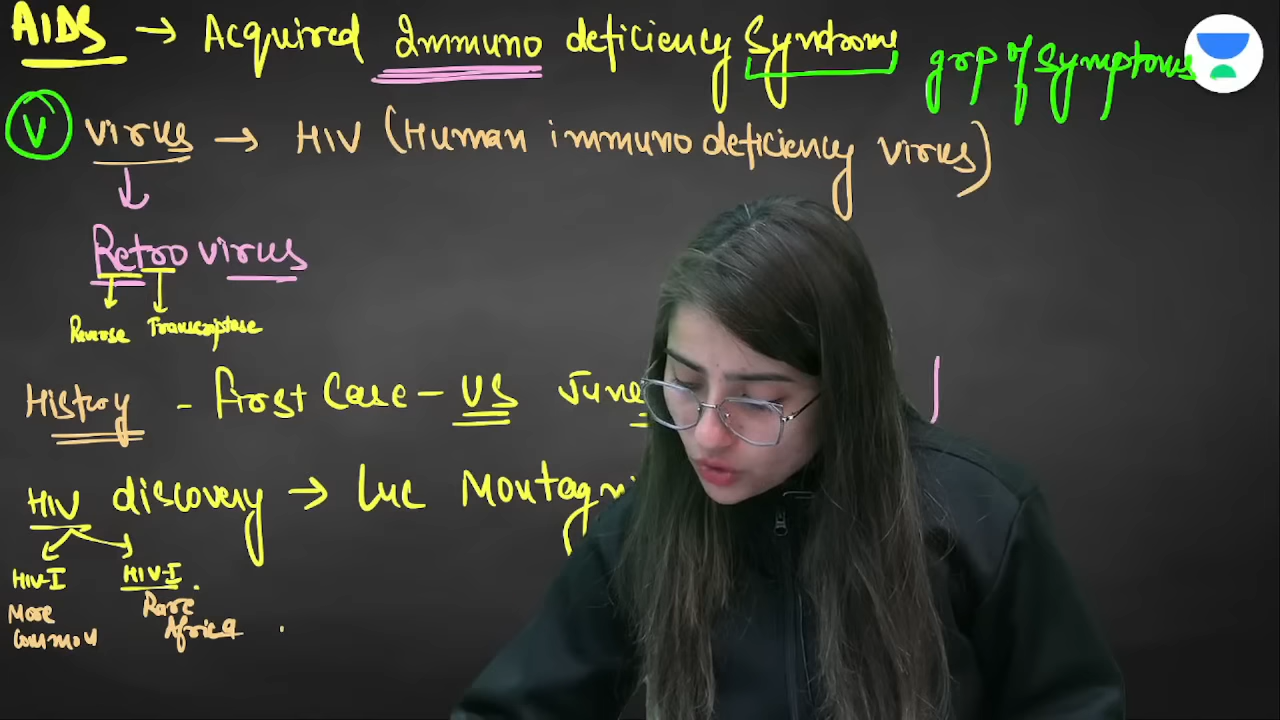 AIDS → Acquired Immuno deficiency Syndrome
grp of symptoms
V virus → HIV (Human immuno deficiency virus)
Retro virus
Reverse Transcriptase
History - First Case - US June
HIV discovery → Luc Montagni
HIV-I HIV-I
More Rare
Common Africa